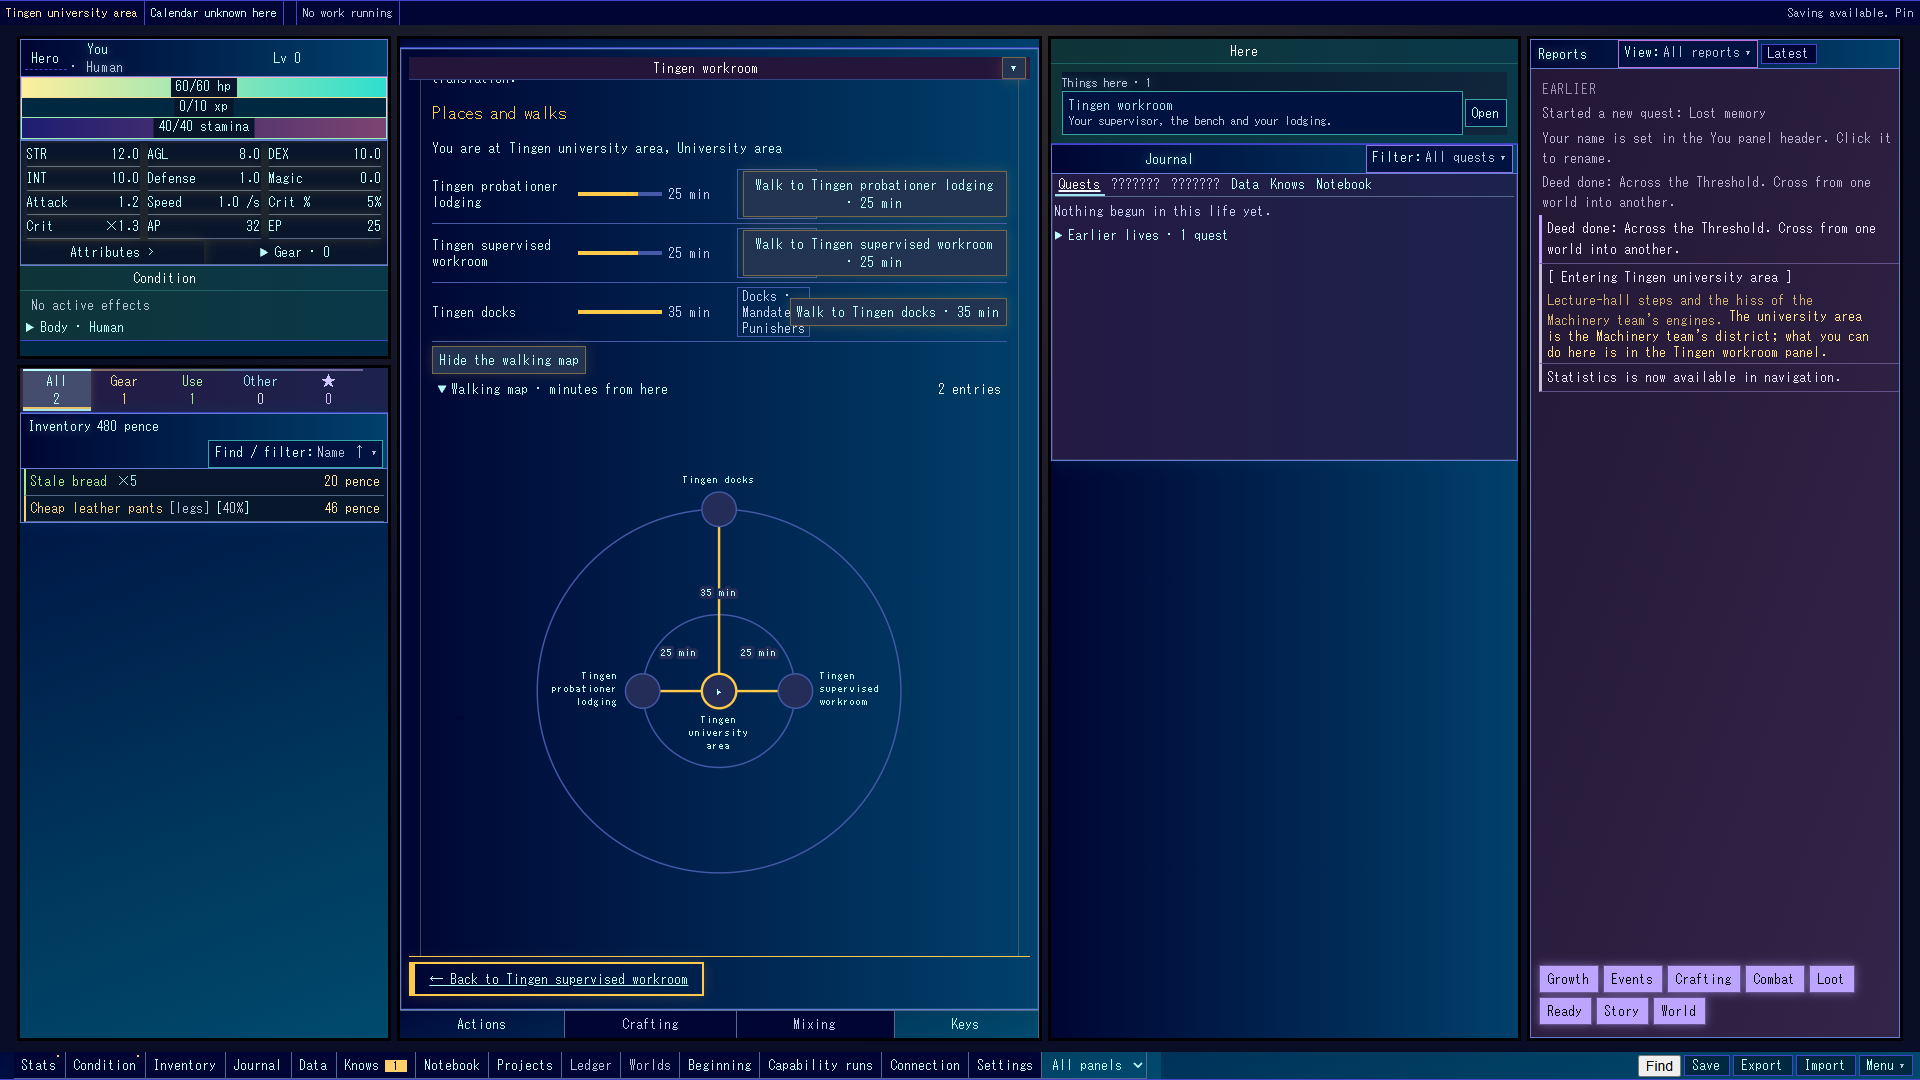 Tingen university area
Calendar unknown here
No work running
Saving available. Pin
Hero
You
Human
Lv 0
60/60 hp
0/10 xp
40/40 stamina
STR 12.0 AGL 8.0 DEX 10.0
INT 10.0 Defense 1.0 Magic 0.0
Attack 1.2 Speed 1.0 /s Crit % 5%
Crit ×1.3 AP 32 EP 25
Attributes >
▶ Gear · 0
Condition
No active effects
▶ Body · Human
All
2
Gear
1
Use
1
Other
0
★
0
Inventory 480 pence
Find / filter: Name ↑ ▾
Stale bread ×5 20 pence
Cheap leather pants [legs] [40%] 46 pence
Tingen workroom
▼
Places and walks
You are at Tingen university area, University area
Tingen probationer lodging
25 min
Walk to Tingen probationer lodging · 25 min
Tingen supervised workroom
25 min
Walk to Tingen supervised workroom · 25 min
Tingen docks
35 min
Docks ·
Mandate
Punishers
Walk to Tingen docks · 35 min
Hide the walking map
▼ Walking map · minutes from here
2 entries
Tingen docks
35 min
25 min
25 min
Tingen probationer lodging
Tingen supervised workroom
Tingen university area
← Back to Tingen supervised workroom
Actions
Crafting
Mixing
Keys
Here
Things here · 1
Tingen workroom
Your supervisor, the bench and your lodging.
Open
Journal
Filter: All quests ▾
Quests ??????? ??????? Data Knows Notebook
Nothing begun in this life yet.
▶ Earlier lives · 1 quest
Reports
View: All reports ▾
Latest
EARLIER
Started a new quest: Lost memory
Your name is set in the You panel header. Click it
to rename.
Deed done: Across the Threshold. Cross from one
world into another.
Deed done: Across the Threshold. Cross from one
world into another.
[ Entering Tingen university area ]
Lecture-hall steps and the hiss of the
Machinery team's engines. The university area
is the Machinery team's district; what you can
do here is in the Tingen workroom panel.
Statistics is now available in navigation.
Growth
Events
Crafting
Combat
Loot
Ready
Story
World
Stats
Condition
Inventory
Journal
Data
Knows 1
Notebook
Projects
Ledger
Worlds
Beginning
Capability runs
Connection
Settings
All panels
Find
Save
Export
Import
Menu ▾